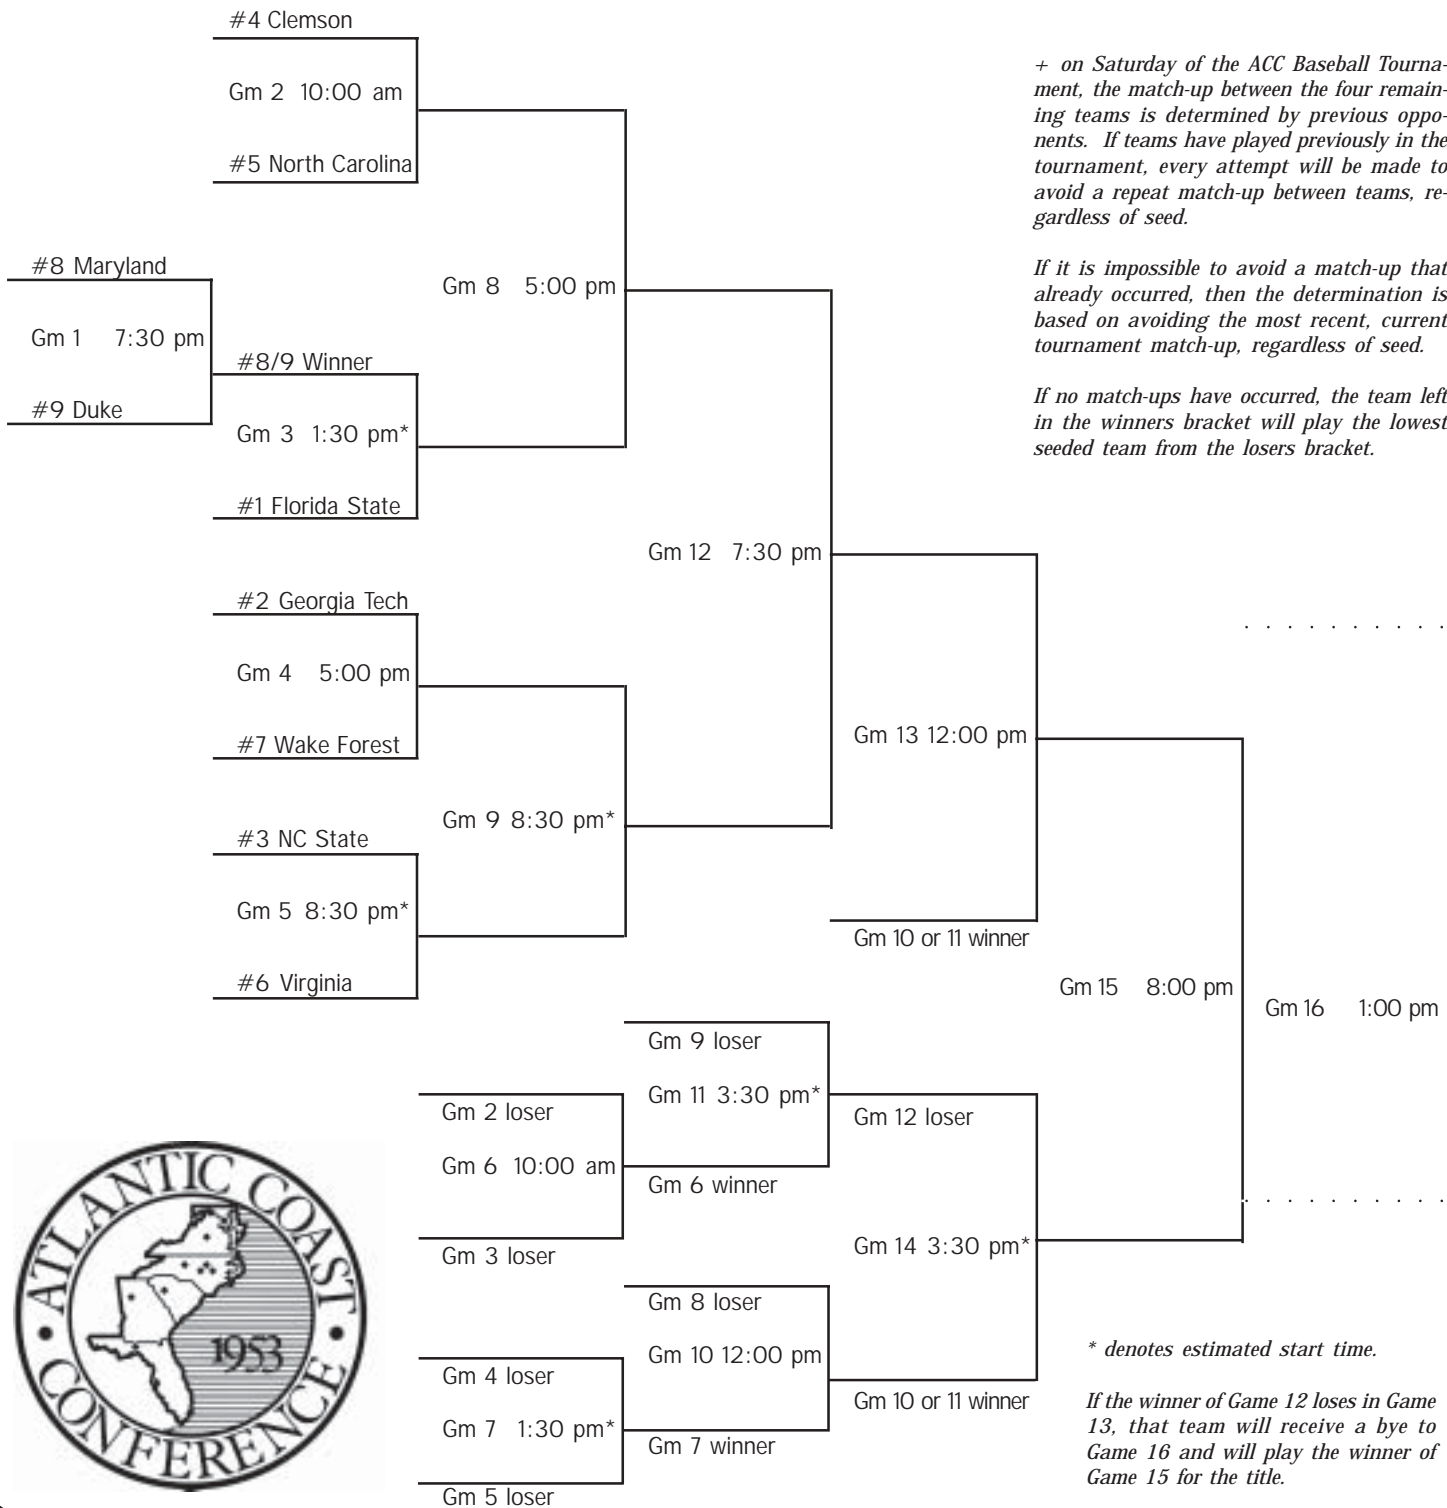 #4 Clemson
Gm 2 10:00 am
#5 North Carolina
#8 Maryland
Gm 1 7:30 pm
#9 Duke
#8/9 Winner
Gm 3 1:30 pm*
#1 Florida State
Gm 8 5:00 pm
#2 Georgia Tech
Gm 4 5:00 pm
#7 Wake Forest
#3 NC State
Gm 5 8:30 pm*
#6 Virginia
Gm 9 8:30 pm*
Gm 12 7:30 pm
Gm 13 12:00 pm
Gm 10 or 11 winner
Gm 15 8:00 pm
Gm 16 1:00 pm
Gm 9 loser
Gm 11 3:30 pm*
Gm 6 winner
Gm 2 loser
Gm 6 10:00 am
Gm 3 loser
Gm 12 loser
Gm 14 3:30 pm*
Gm 10 or 11 winner
Gm 8 loser
Gm 10 12:00 pm
Gm 7 winner
Gm 4 loser
Gm 7 1:30 pm*
Gm 5 loser
+ on Saturday of the ACC Baseball Tourna-
ment, the match-up between the four remain-
ing teams is determined by previous oppo-
nents. If teams have played previously in the
tournament, every attempt will be made to
avoid a repeat match-up between teams, re-
gardless of seed.
If it is impossible to avoid a match-up that
already occurred, then the determination is
based on avoiding the most recent, current
tournament match-up, regardless of seed.
If no match-ups have occurred, the team left
in the winners bracket will play the lowest
seeded team from the losers bracket.
* denotes estimated start time.
If the winner of Game 12 loses in Game
13, that team will receive a bye to
Game 16 and will play the winner of
Game 15 for the title.
ATLANTIC COAST
CONFERENCE
1953